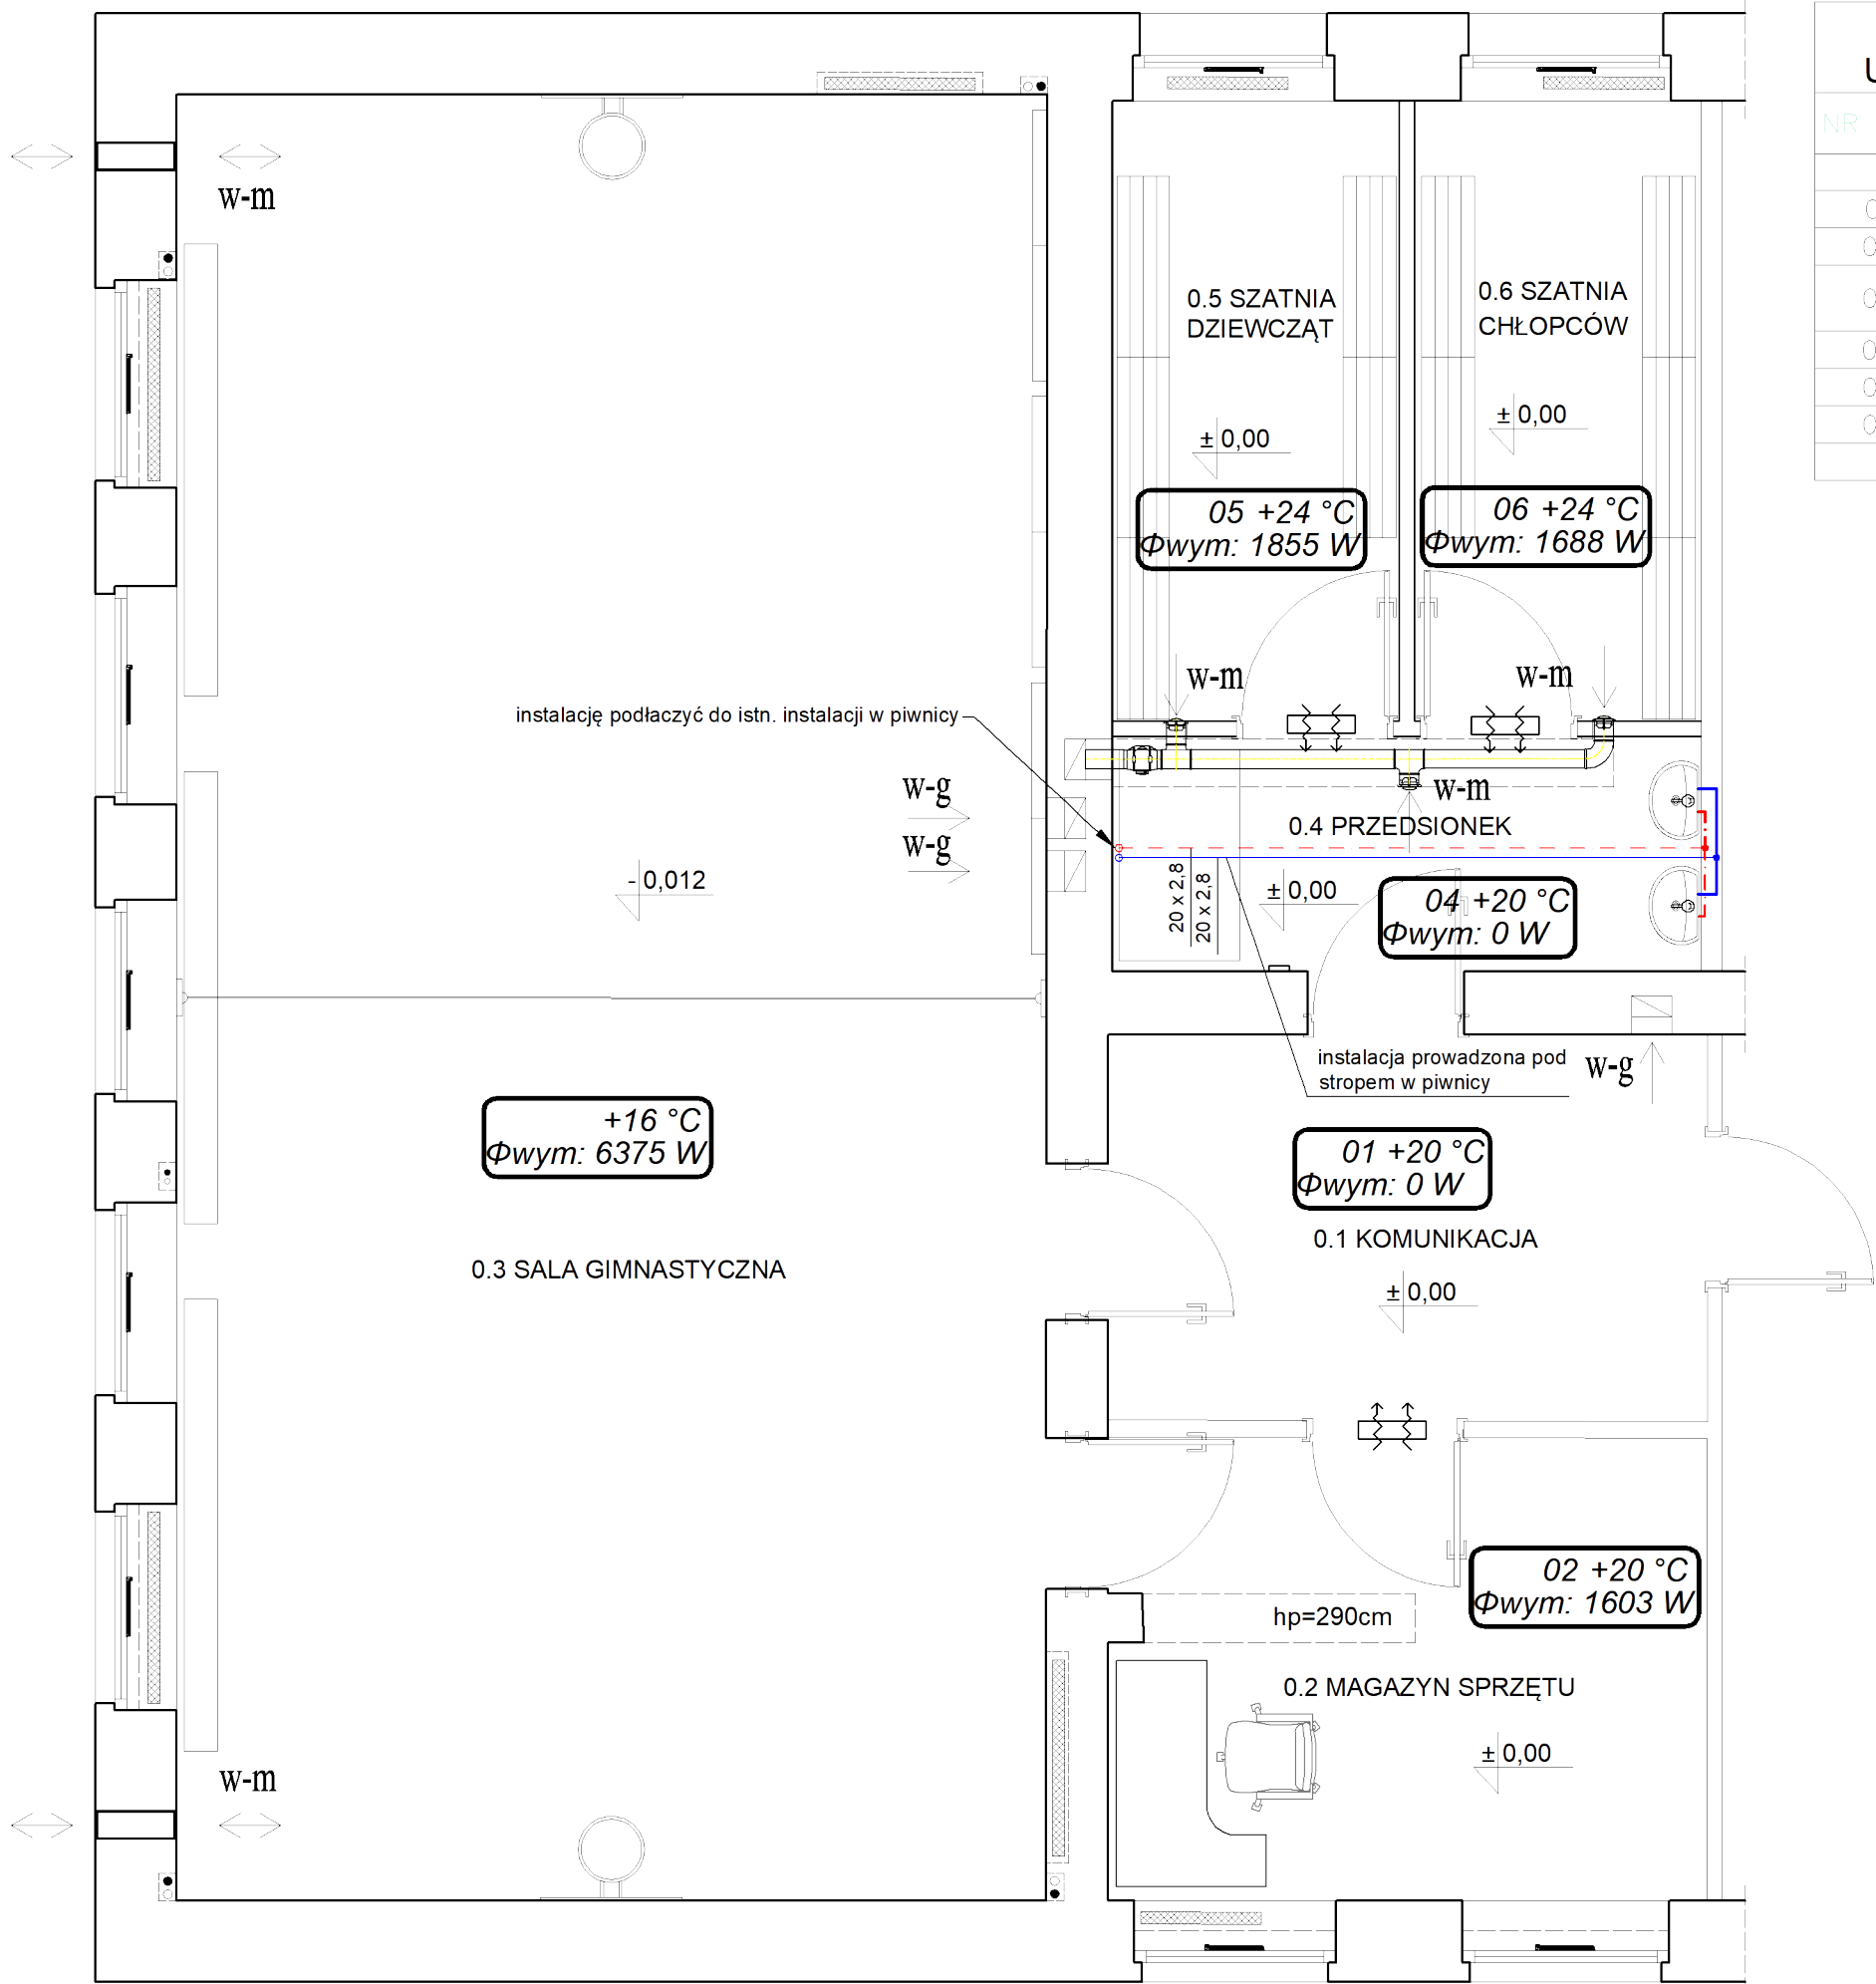 U
NR
w-m
0.5 SZATNIA
DZIEWCZĄT
0.6 SZATNIA
CHŁOPCÓW
± 0,00
± 0,00
05 +24 °C
Φwym: 1855 W
06 +24 °C
Φwym: 1688 W
w-m
w-m
instalację podłaczyć do istn. instalacji w piwnicy
w-g
w-m
0.4 PRZEDSIONEK
w-g
- 0,012
20 x 2,8
20 x 2,8
± 0,00
04 +20 °C
Φwym: 0 W
instalacja prowadzona pod
stropem w piwnicy
w-g
+16 °C
Φwym: 6375 W
01 +20 °C
Φwym: 0 W
0.1 KOMUNIKACJA
0.3 SALA GIMNASTYCZNA
± 0,00
02 +20 °C
Φwym: 1603 W
hp=290cm
0.2 MAGAZYN SPRZĘTU
± 0,00
w-m